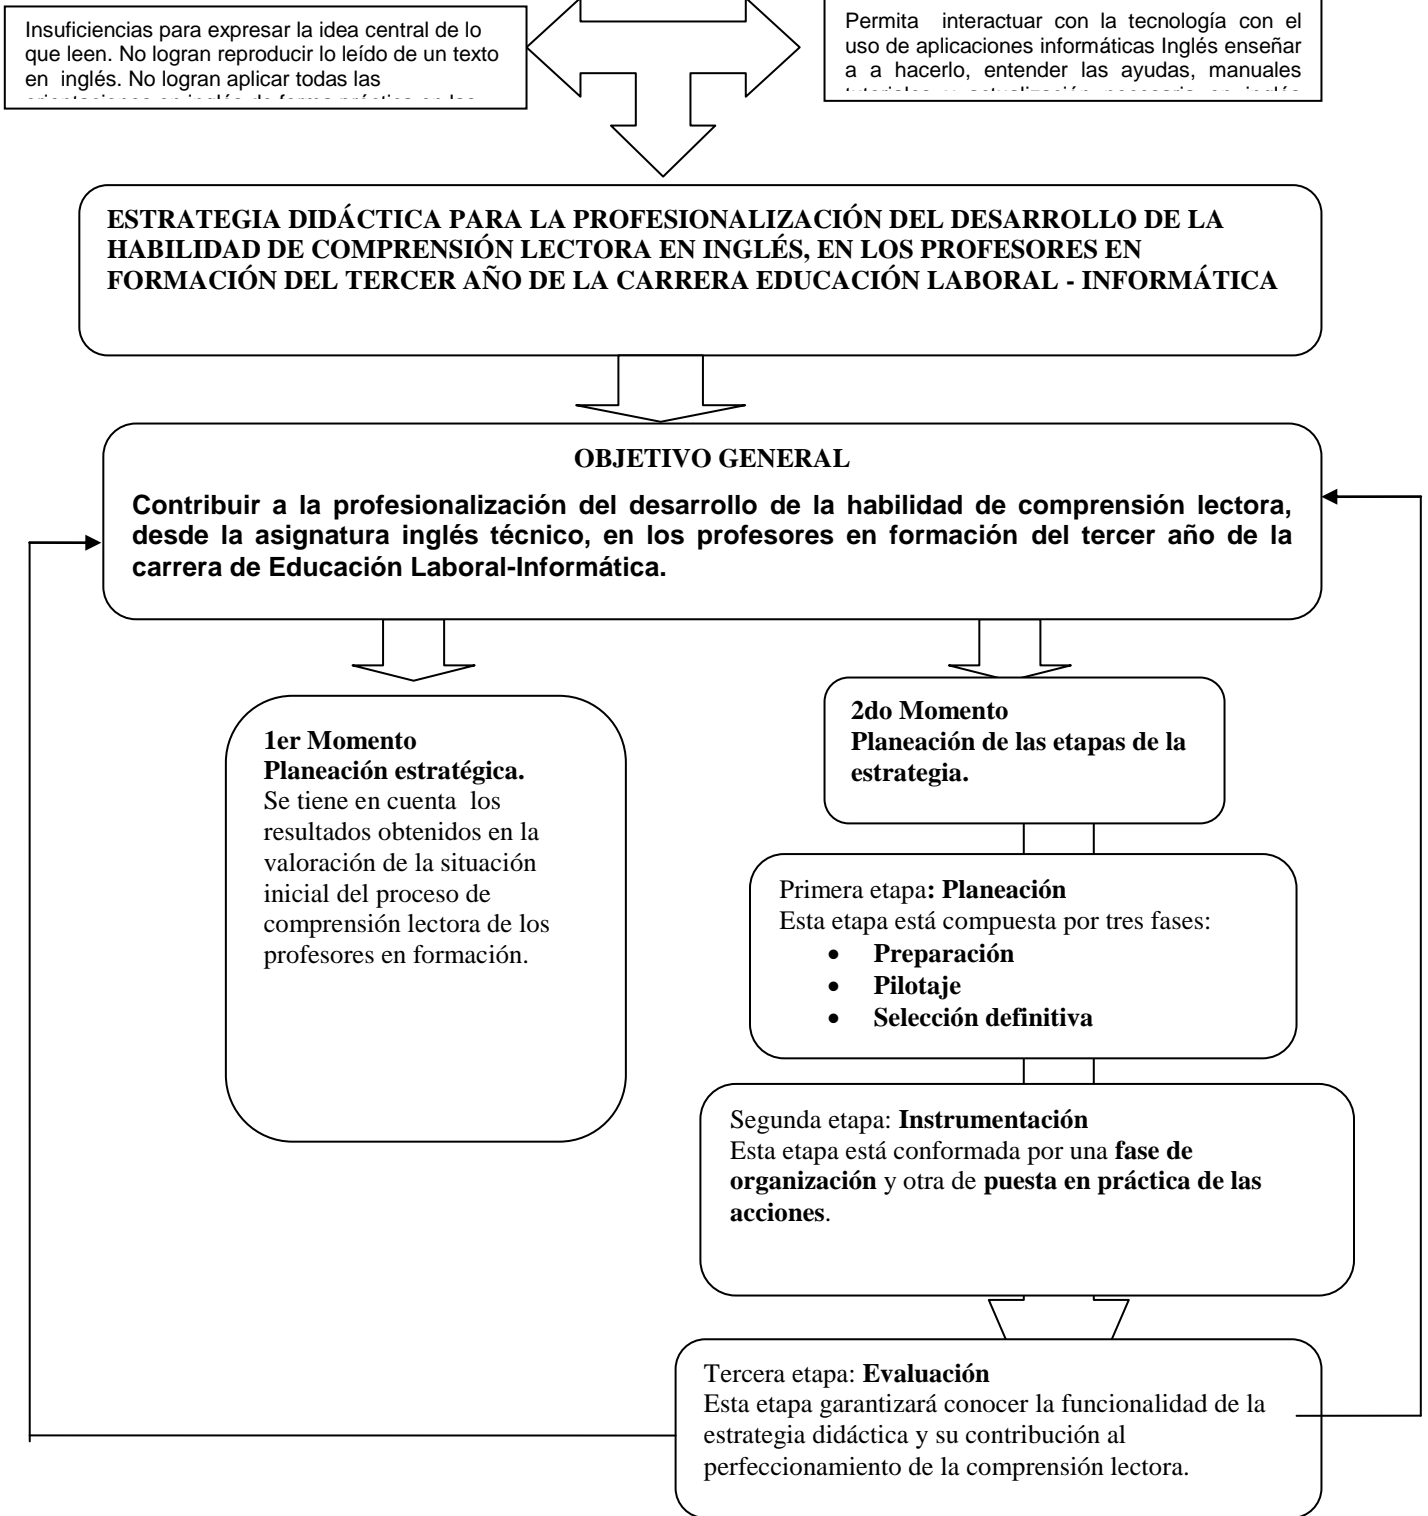 Insuficiencias para expresar la idea central de lo
que leen. No logran reproducir lo leído de un texto
en inglés. No logran aplicar todas las
Permita interactuar con la tecnología con el
uso de aplicaciones informáticas Inglés enseñar
a a hacerlo, entender las ayudas, manuales
ESTRATEGIA DIDÁCTICA PARA LA PROFESIONALIZACIÓN DEL DESARROLLO DE LA
HABILIDAD DE COMPRENSIÓN LECTORA EN INGLÉS, EN LOS PROFESORES EN
FORMACIÓN DEL TERCER AÑO DE LA CARRERA EDUCACIÓN LABORAL - INFORMÁTICA
OBJETIVO GENERAL
Contribuir a la profesionalización del desarrollo de la habilidad de comprensión lectora,
desde la asignatura inglés técnico, en los profesores en formación del tercer año de la
carrera de Educación Laboral-Informática.
1er Momento
Planeación estratégica.
Se tiene en cuenta los
resultados obtenidos en la
valoración de la situación
inicial del proceso de
comprensión lectora de los
profesores en formación.
2do Momento
Planeación de las etapas de la
estrategia.
Primera etapa: Planeación
Esta etapa está compuesta por tres fases:
• Preparación
• Pilotaje
• Selección definitiva
Segunda etapa: Instrumentación
Esta etapa está conformada por una fase de
organización y otra de puesta en práctica de las
acciones.
Tercera etapa: Evaluación
Esta etapa garantizará conocer la funcionalidad de la
estrategia didáctica y su contribución al
perfeccionamiento de la comprensión lectora.